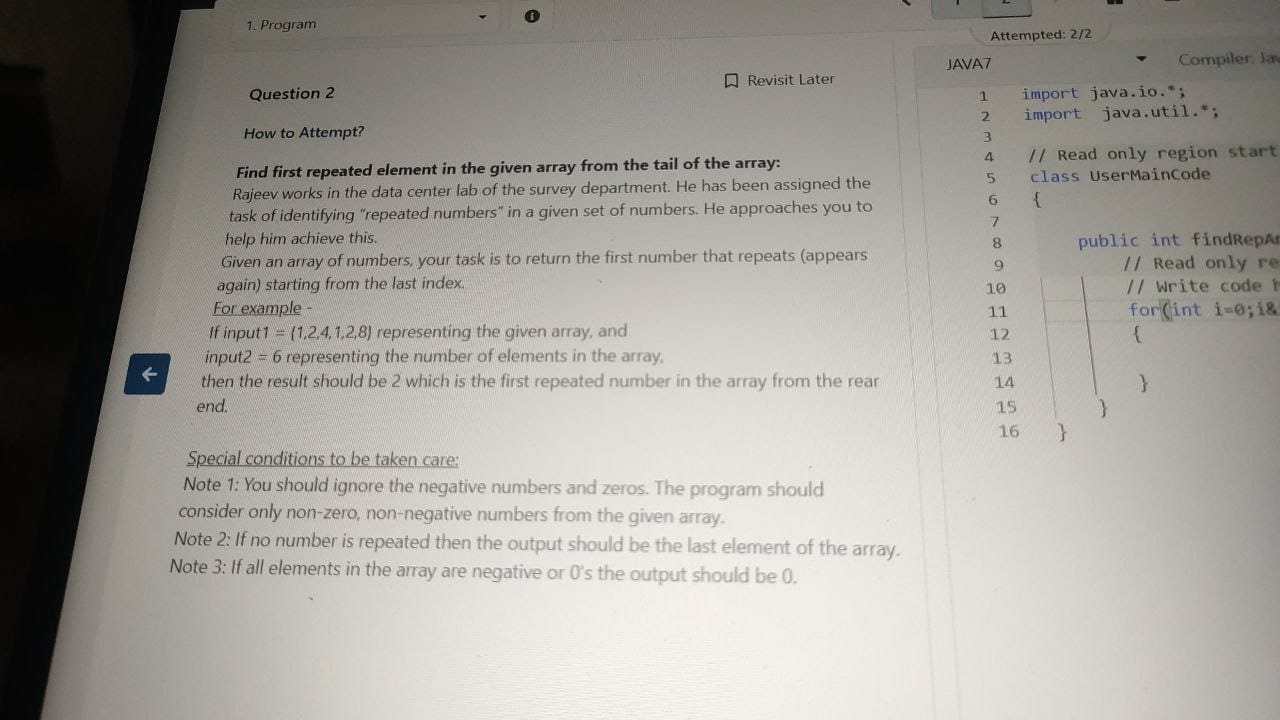 1. Program
Attempted: 2/2
JAVA7
Compiler:
Question 2
Revisit Later
How to Attempt?
Find first repeated element in the given array from the tail of the array:
Rajeev works in the data center lab of the survey department. He has been assigned the
task of identifying "repeated numbers" in a given set of numbers. He approaches you to
help him achieve this.
Given an array of numbers, your task is to return the first number that repeats (appears
again) starting from the last index.
For example -
If input1 = {1,2,4,1,2,8} representing the given array, and
input2 = 6 representing the number of elements in the array,
then the result should be 2 which is the first repeated number in the array from the rear
end.
Special conditions to be taken care:
Note 1: You should ignore the negative numbers and zeros. The program should
consider only non-zero, non-negative numbers from the given array.
Note 2: If no number is repeated then the output should be the last element of the array.
Note 3: If all elements in the array are negative or 0's the output should be 0.
1 import java.io.*;
2 import java.util.*;
3
4 // Read only region start
5 class UserMainCode
6 {
7
8 public int findRepAr
9 // Read only re
10 // Write code
11 for(int i=0;i&
12 {
13
14 }
15 }
16 }